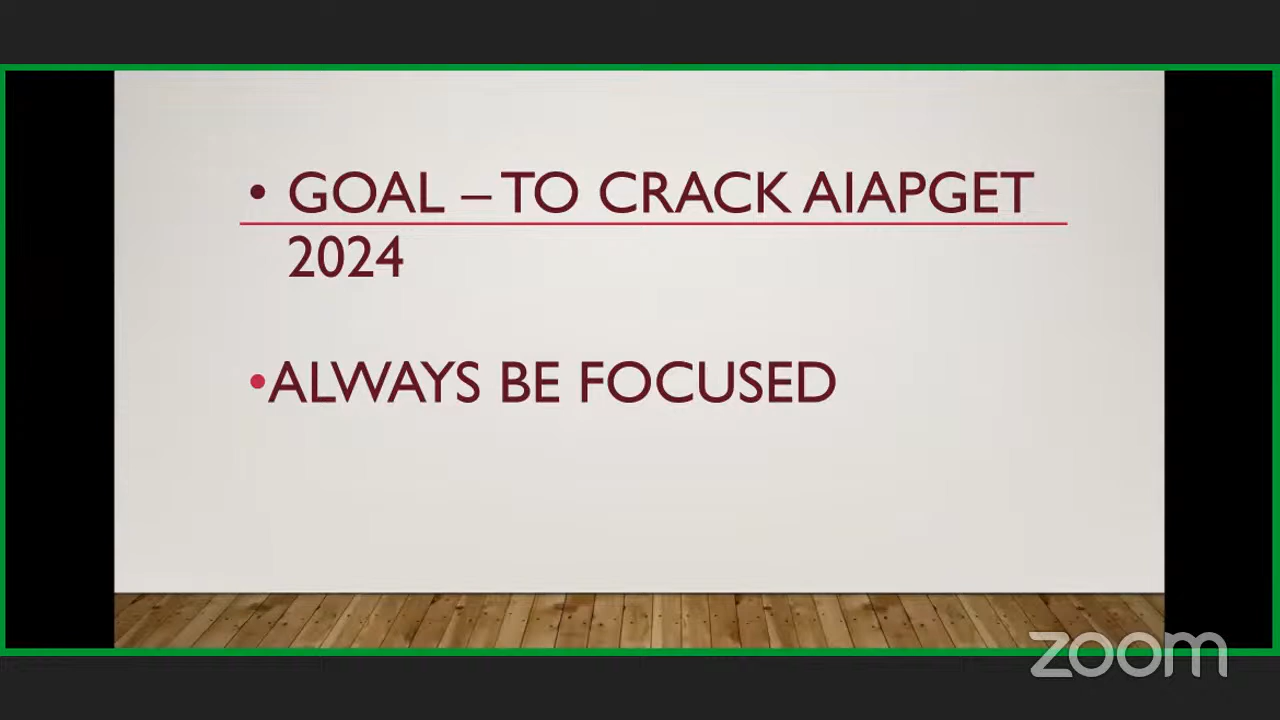 • GOAL – TO CRACK AIAPGET
2024
•ALWAYS BE FOCUSED
zoom